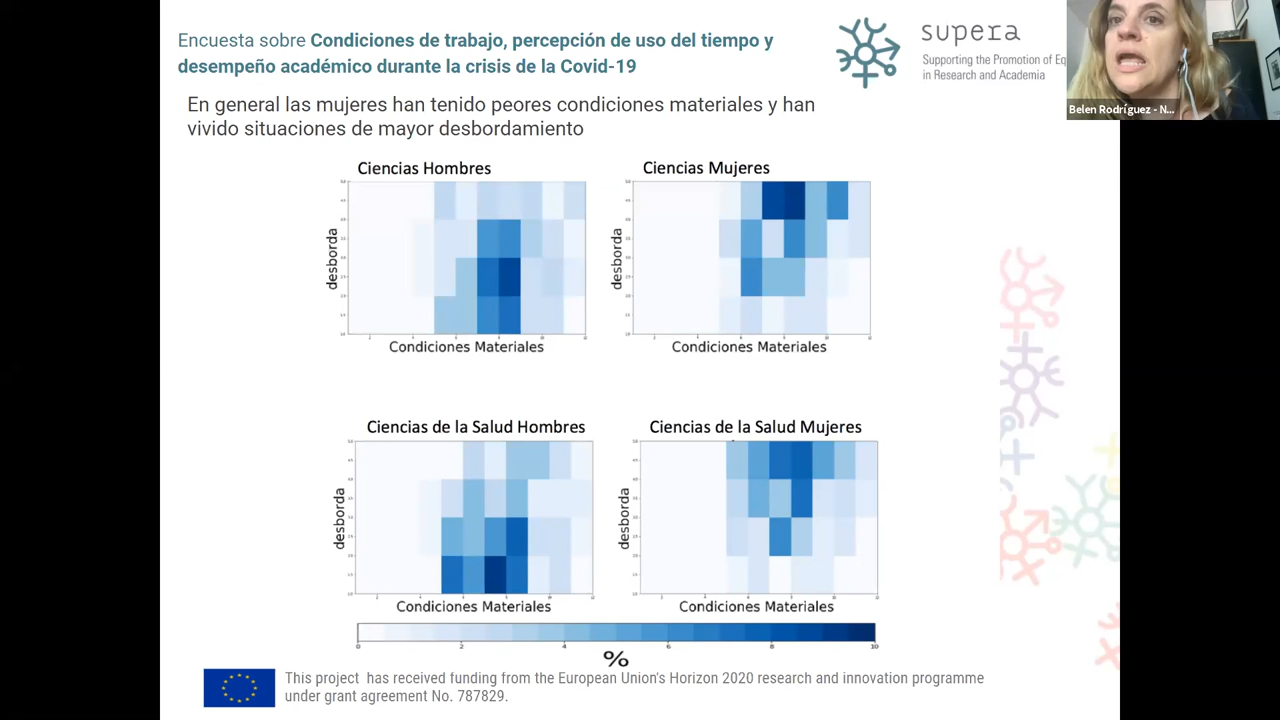 Encuesta sobre Condiciones de trabajo, percepción de uso del tiempo y
desempeño académico durante la crisis de la Covid-19
supera
Supporting the Promotion of Eq
in Research and Academia
Belen Rodríguez - N...
En general las mujeres han tenido peores condiciones materiales y han
vivido situaciones de mayor desbordamiento
Ciencias Hombres
desborda
Condiciones Materiales
Ciencias Mujeres
desborda
Condiciones Materiales
Ciencias de la Salud Hombres
desborda
Condiciones Materiales
Ciencias de la Salud Mujeres
desborda
Condiciones Materiales
0 2 4 6 8 10
%
This project has received funding from the European Union's Horizon 2020 research and innovation programme
under grant agreement No. 787829.